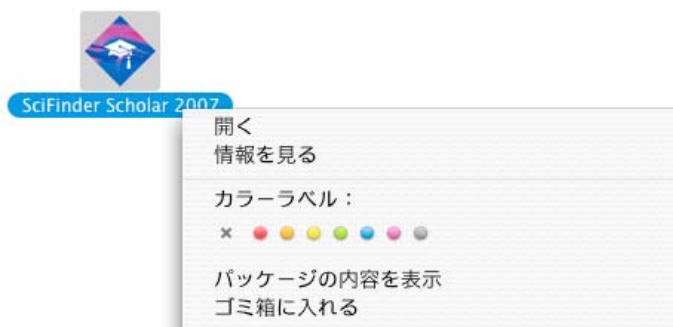 SciFinder Scholar 2007
開く
情報を見る
カラーラベル：
×
パッケージの内容を表示
ゴミ箱に入れる